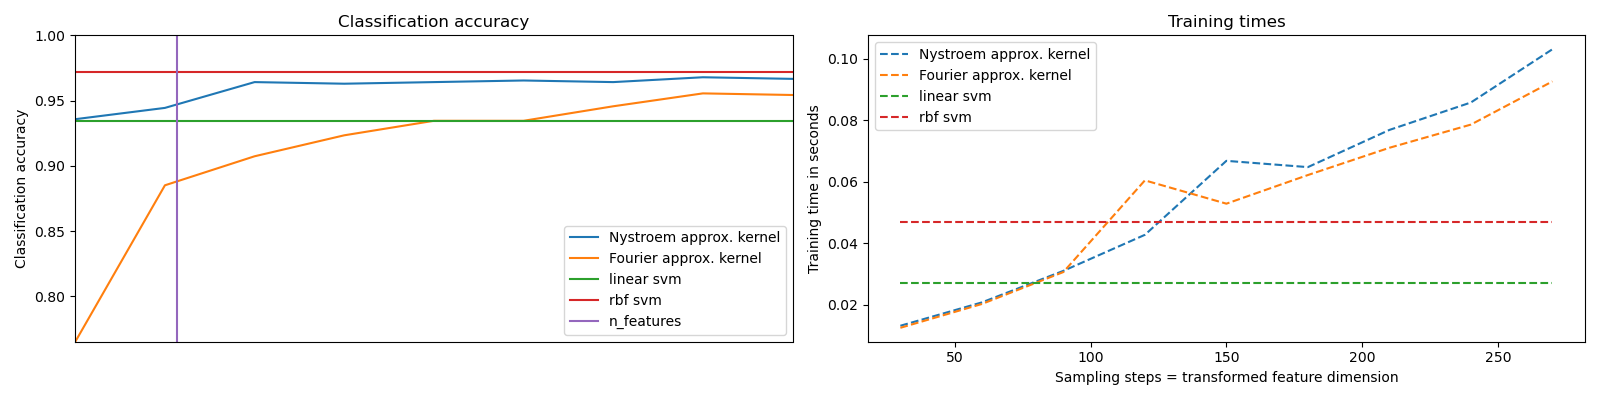 Classification accuracy
Classification accuracy
1.00
0.95
0.90
0.85
0.80
Nystroem approx. kernel
Fourier approx. kernel
linear svm
rbf svm
n_features
Training times
Training time in seconds
0.10
0.08
0.06
0.04
0.02
Nystroem approx. kernel
Fourier approx. kernel
linear svm
rbf svm
50 100 150 200 250
Sampling steps = transformed feature dimension